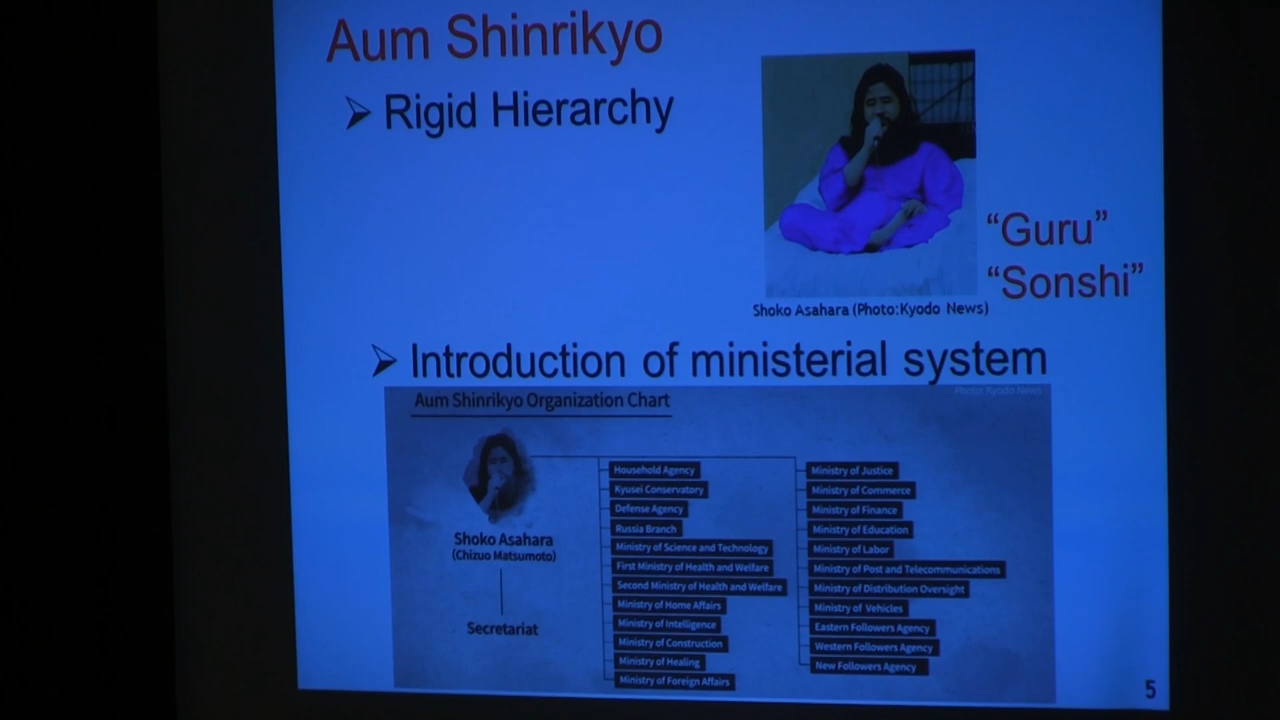 Aum Shinrikyo
Rigid Hierarchy
“Guru”
“Sonshi”
Shoko Asahara (Photo:Kyodo News)
Introduction of ministerial system
Photo: Kyodo News
Aum Shinrikyo Organization Chart
Shoko Asahara
(Chizuo Matsumoto)
Secretariat
Household Agency
Kyusei Conservatory
Defense Agency
Russia Branch
Ministry of Science and Technology
First Ministry of Health and Welfare
Second Ministry of Health and Welfare
Ministry of Home Affairs
Ministry of Intelligence
Ministry of Construction
Ministry of Healing
Ministry of Foreign Affairs
Ministry of Justice
Ministry of Commerce
Ministry of Finance
Ministry of Education
Ministry of Labor
Ministry of Post and Telecommunications
Ministry of Distribution Oversight
Ministry of Vehicles
Eastern Followers Agency
Western Followers Agency
New Followers Agency
5